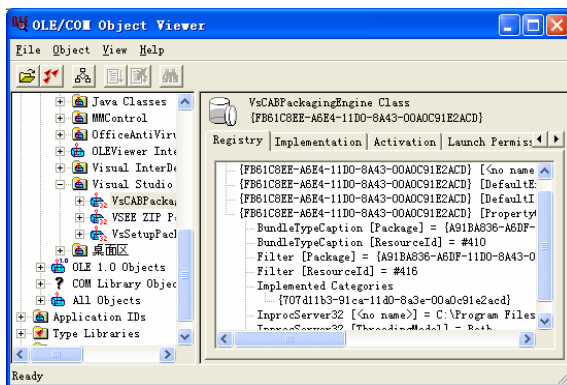 OLE/COM Object Viewer
File Object View Help
Java Classes
MMControl
OfficeAntiViru
OLEViewer Inte
Visual InterDe
Visual Studio
VsCABPacka
VSEE ZIP P
VsSetupPac
桌面区
OLE 1.0 Objects
COM Library Objec
All Objects
Application IDs
Type Libraries
VsCABPackagingEngine Class
{FB61C8EE-A6E4-11D0-8A43-00A0C91E2ACD}
Registry Implementation Activation Launch Permis
{FB61C8EE-A6E4-11D0-8A43-00A0C91E2ACD} [<no name
{FB61C8EE-A6E4-11D0-8A43-00A0C91E2ACD} [DefaultE
{FB61C8EE-A6E4-11D0-8A43-00A0C91E2ACD} [DefaultI
{FB61C8EE-A6E4-11D0-8A43-00A0C91E2ACD} [Property
BundleTypeCaption [Package] = {A91BA836-A6DF-
BundleTypeCaption [ResourceId] = #410
Filter [Package] = {A91BA836-A6DF-11D0-8A43-0
Filter [ResourceId] = #416
Implemented Categories
{707d11b3-91ca-11d0-8a3e-00a0c91e2acd}
InprocServer32 [<no name>] = C:\Program Files
InprocServer32 [ThreadingModel] = Both
Ready